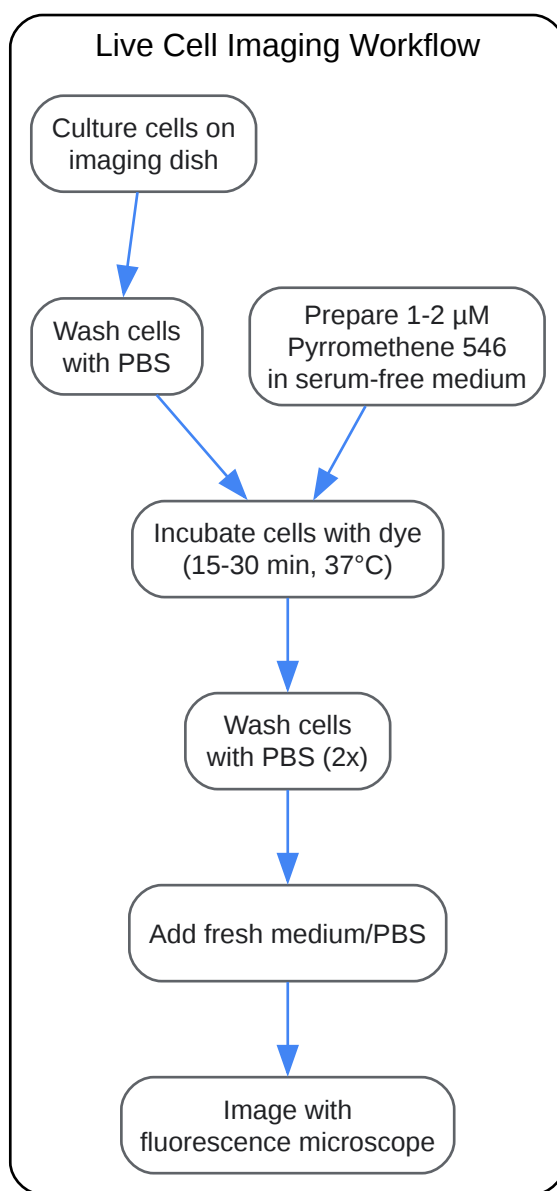 Live Cell Imaging Workflow
Culture cells on
imaging dish
Wash cells
with PBS
Prepare 1-2 µM
Pyrromethene 546
in serum-free medium
Incubate cells with dye
(15-30 min, 37°C)
Wash cells
with PBS (2x)
Add fresh medium/PBS
Image with
fluorescence microscope